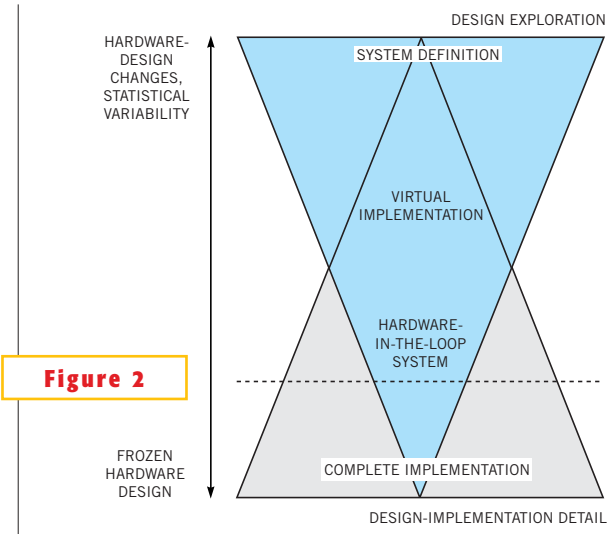 DESIGN EXPLORATION
HARDWARE-
DESIGN
CHANGES,
STATISTICAL
VARIABILITY
SYSTEM DEFINITION
VIRTUAL
IMPLEMENTATION
HARDWARE-
IN-THE-LOOP
SYSTEM
Figure 2
FROZEN
HARDWARE
DESIGN
COMPLETE IMPLEMENTATION
DESIGN-IMPLEMENTATION DETAIL